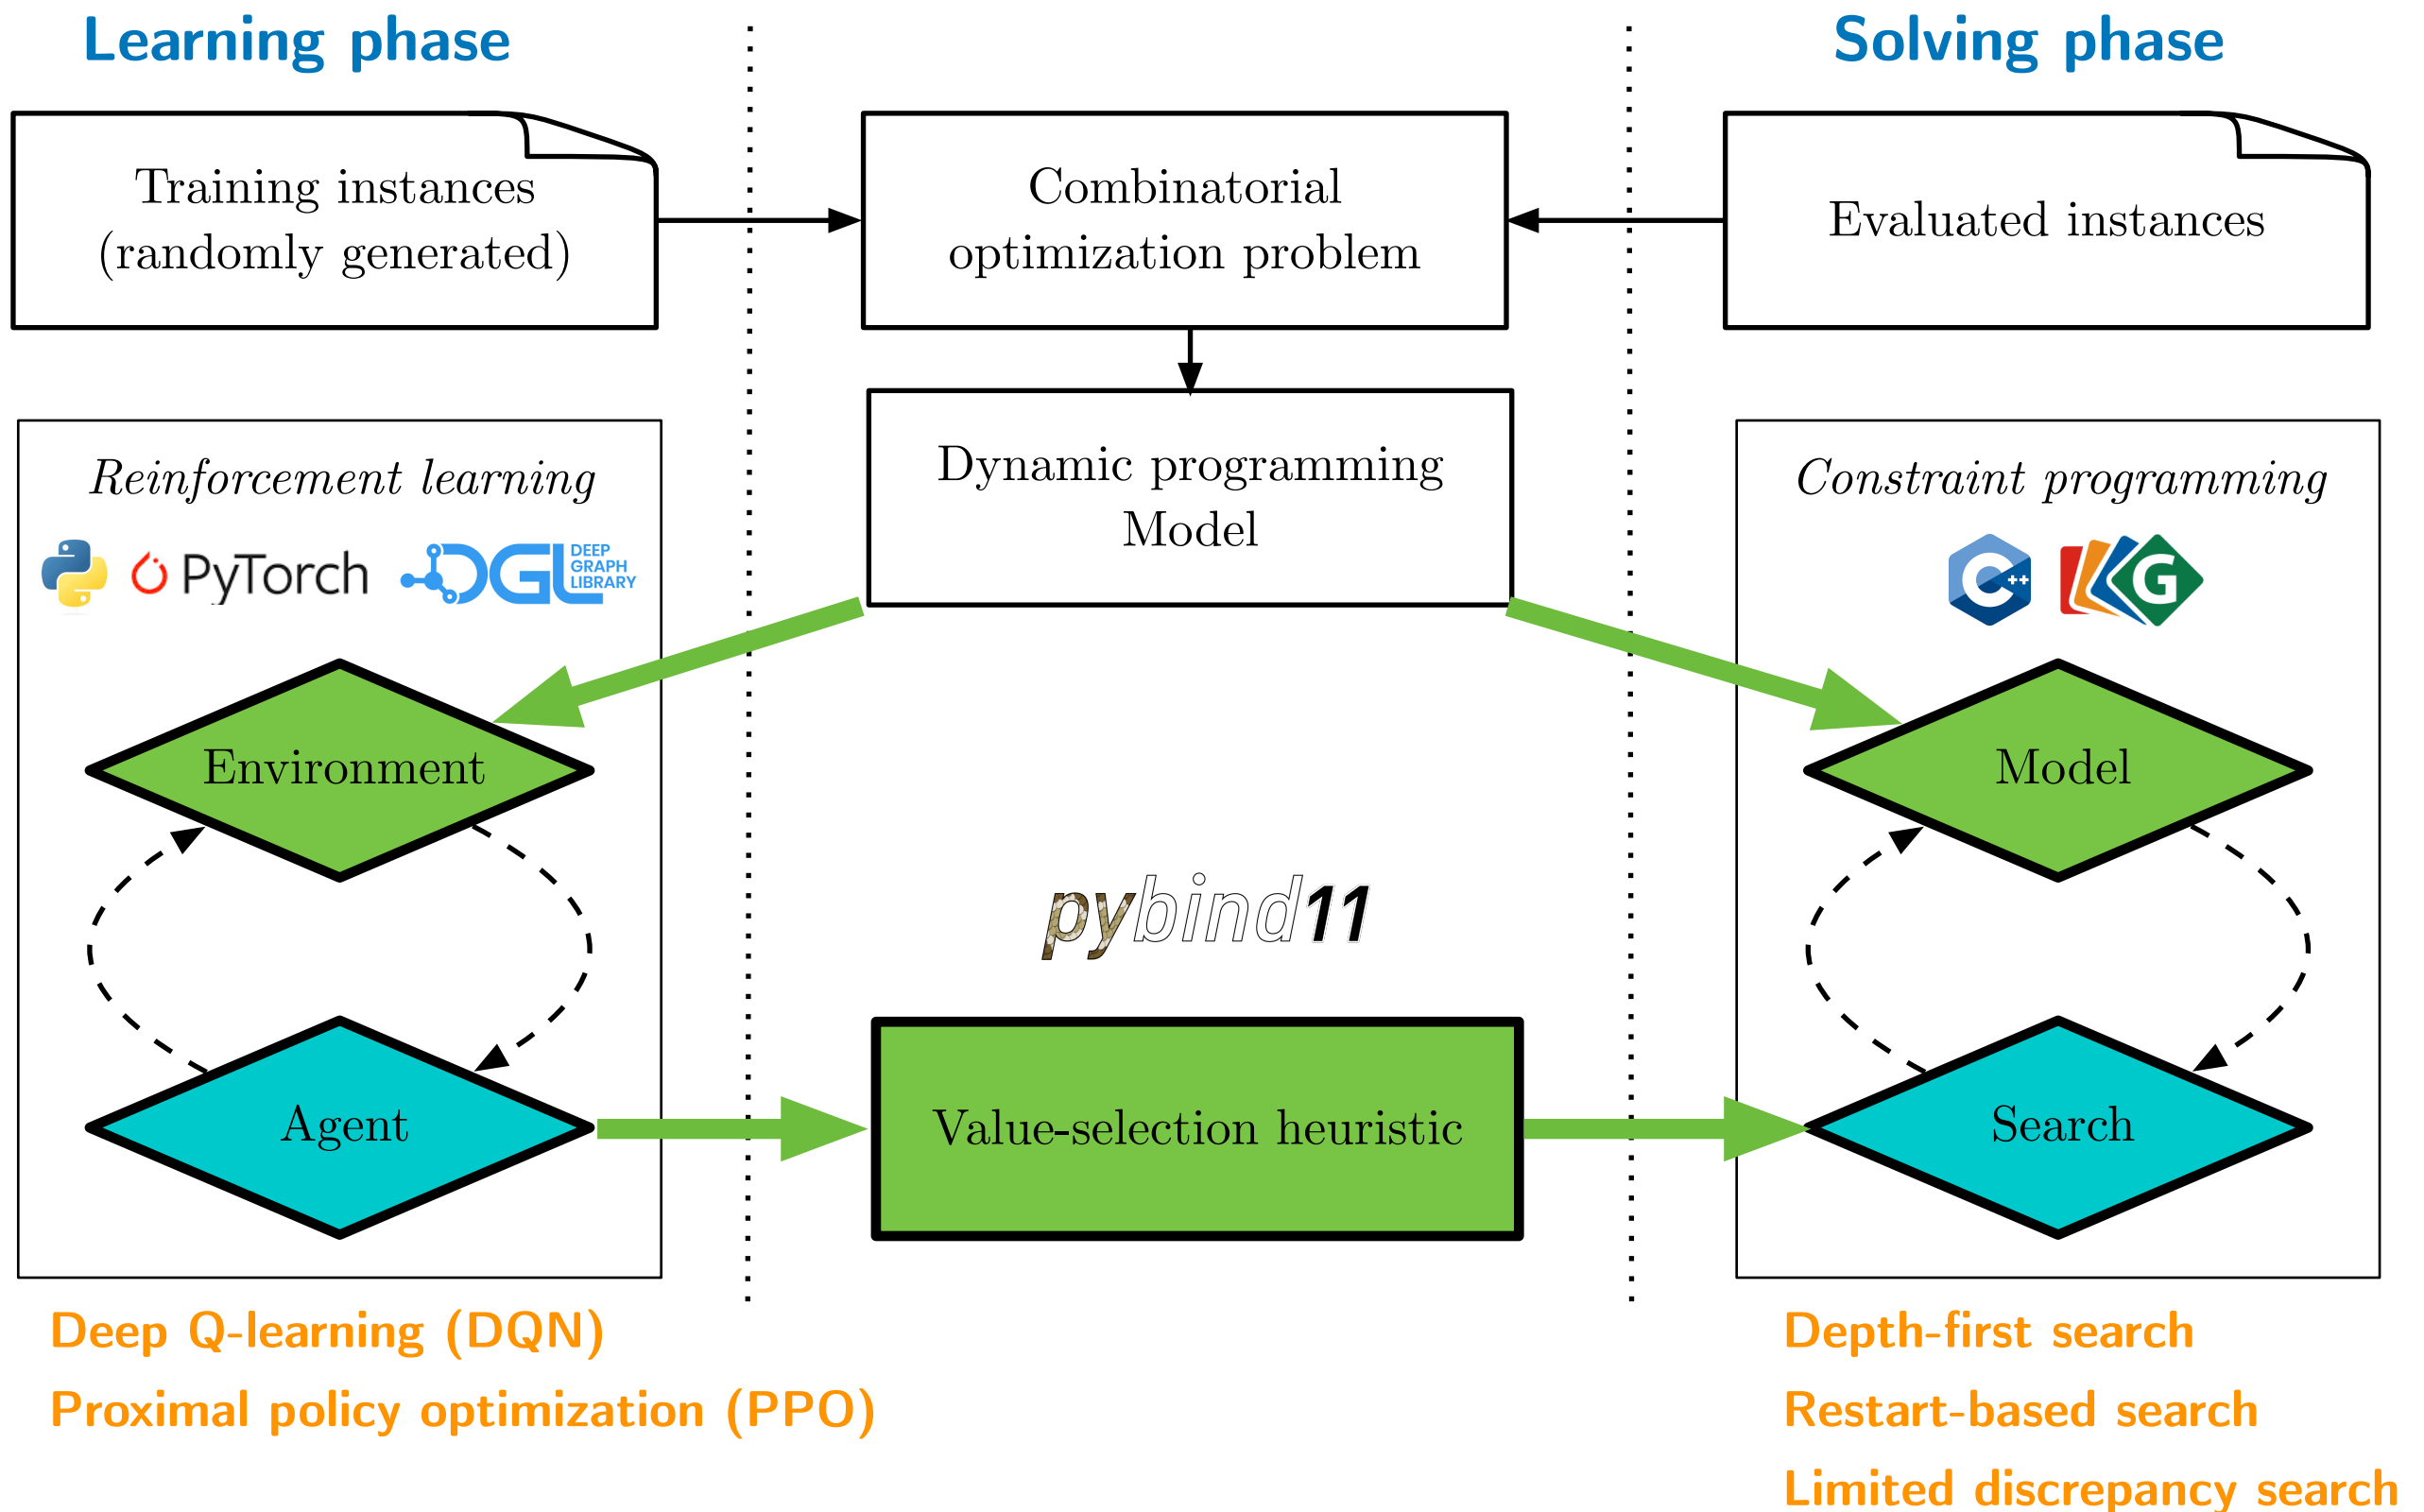 Learning phase
Solving phase
Training instances
(randomly generated)
Combinatorial
optimization problem
Evaluated instances
Dynamic programming
Model
Reinforcement learning
PyTorch
DGL
DEEP
GRAPH
LIBRARY
Constraint programming
C++
G
Environment
Model
pybind11
Agent
Value-selection heuristic
Search
Deep Q-learning (DQN)
Proximal policy optimization (PPO)
Depth-first search
Restart-based search
Limited discrepancy search